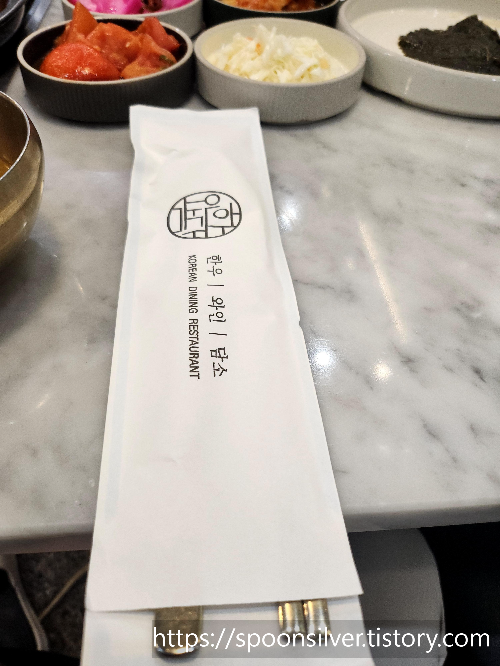 한우 | 와인 | 담소
KOREAN DINING RESTAURANT
https://spoonsilver.tistory.com